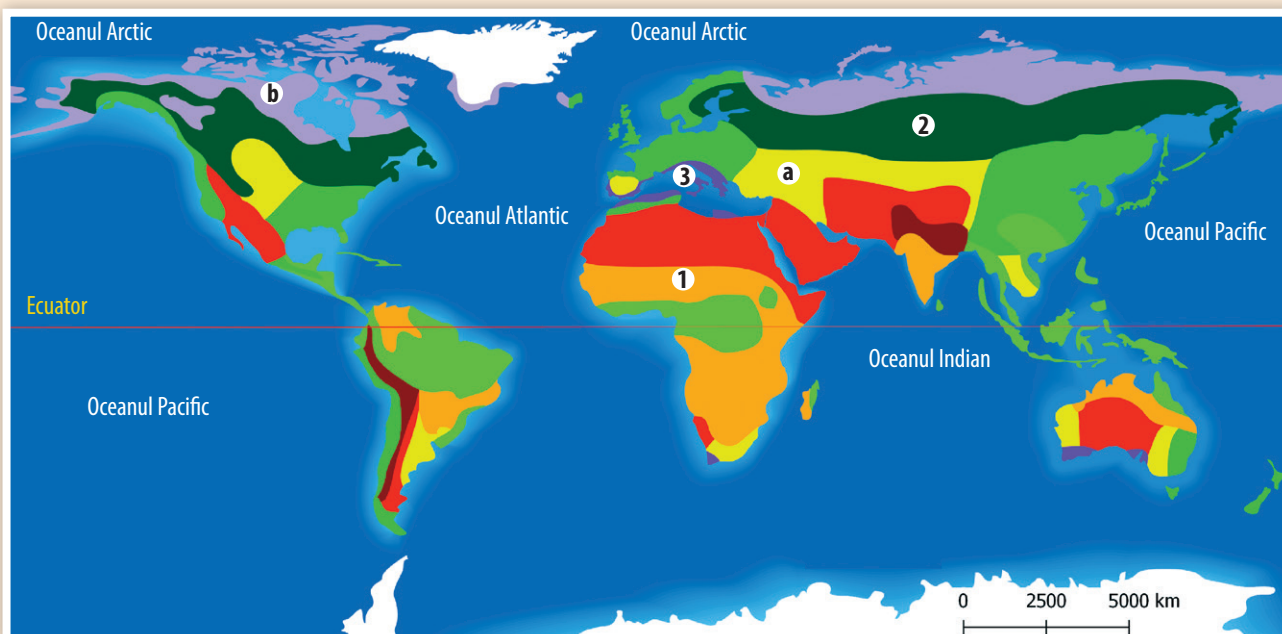 Oceanul Arctic
Oceanul Arctic
b
2
3
a
Oceanul Atlantic
Oceanul Pacific
1
Ecuator
Oceanul Indian
Oceanul Pacific
0 2500 5000 km